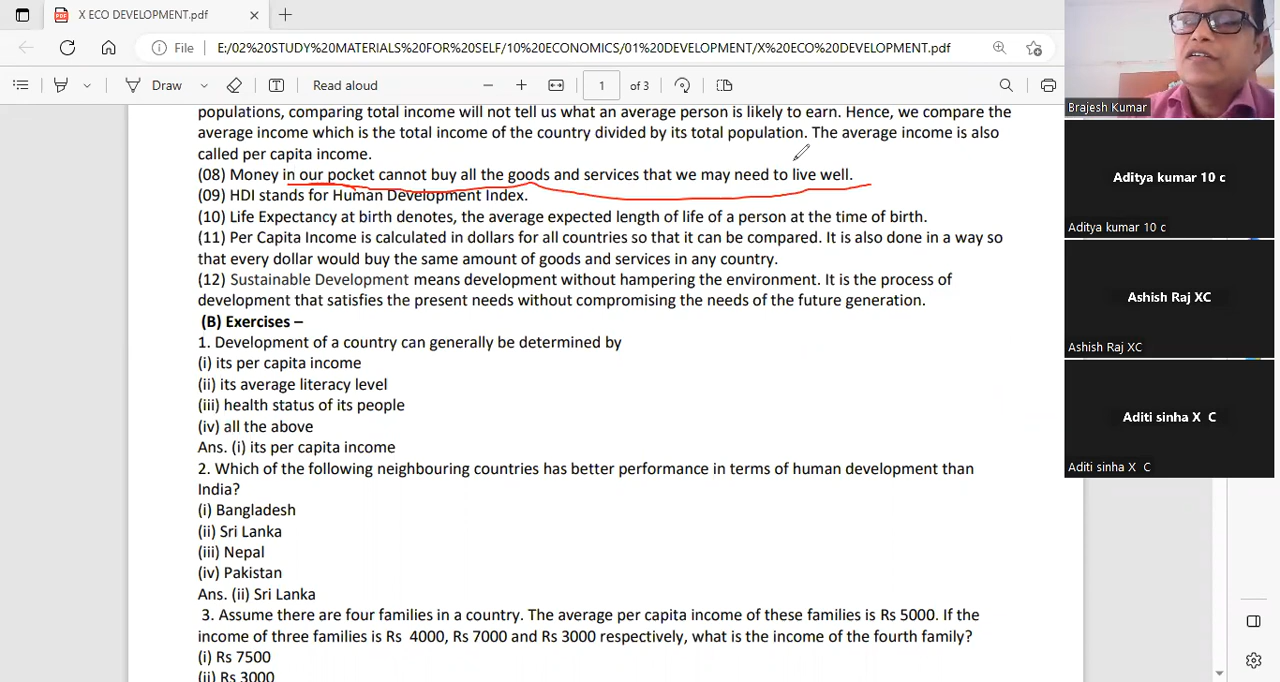 X ECO DEVELOPMENT.pdf
File
E:/02%20STUDY%20MATERIALS%20FOR%20SELF/10%20ECONOMICS/01%20DEVELOPMENT/X%20ECO%20DEVELOPMENT.pdf
Draw
Read aloud
1 of 3
populations, comparing total income will not tell us what an average person is likely to earn. Hence, we compare the
average income which is the total income of the country divided by its total population. The average income is also
called per capita income.
(08) Money in our pocket cannot buy all the goods and services that we may need to live well.
(09) HDI stands for Human Development Index.
(10) Life Expectancy at birth denotes, the average expected length of life of a person at the time of birth.
(11) Per Capita Income is calculated in dollars for all countries so that it can be compared. It is also done in a way so
that every dollar would buy the same amount of goods and services in any country.
(12) Sustainable Development means development without hampering the environment. It is the process of
development that satisfies the present needs without compromising the needs of the future generation.
(B) Exercises –
1. Development of a country can generally be determined by
(i) its per capita income
(ii) its average literacy level
(iii) health status of its people
(iv) all the above
Ans. (i) its per capita income
2. Which of the following neighbouring countries has better performance in terms of human development than
India?
(i) Bangladesh
(ii) Sri Lanka
(iii) Nepal
(iv) Pakistan
Ans. (ii) Sri Lanka
3. Assume there are four families in a country. The average per capita income of these families is Rs 5000. If the
income of three families is Rs 4000, Rs 7000 and Rs 3000 respectively, what is the income of the fourth family?
(i) Rs 7500
(ii) Rs 3000
Brajesh Kumar
Aditya kumar 10 c
Aditya kumar 10 c
Ashish Raj XC
Ashish Raj XC
Aditi sinha X C
Aditi sinha X C